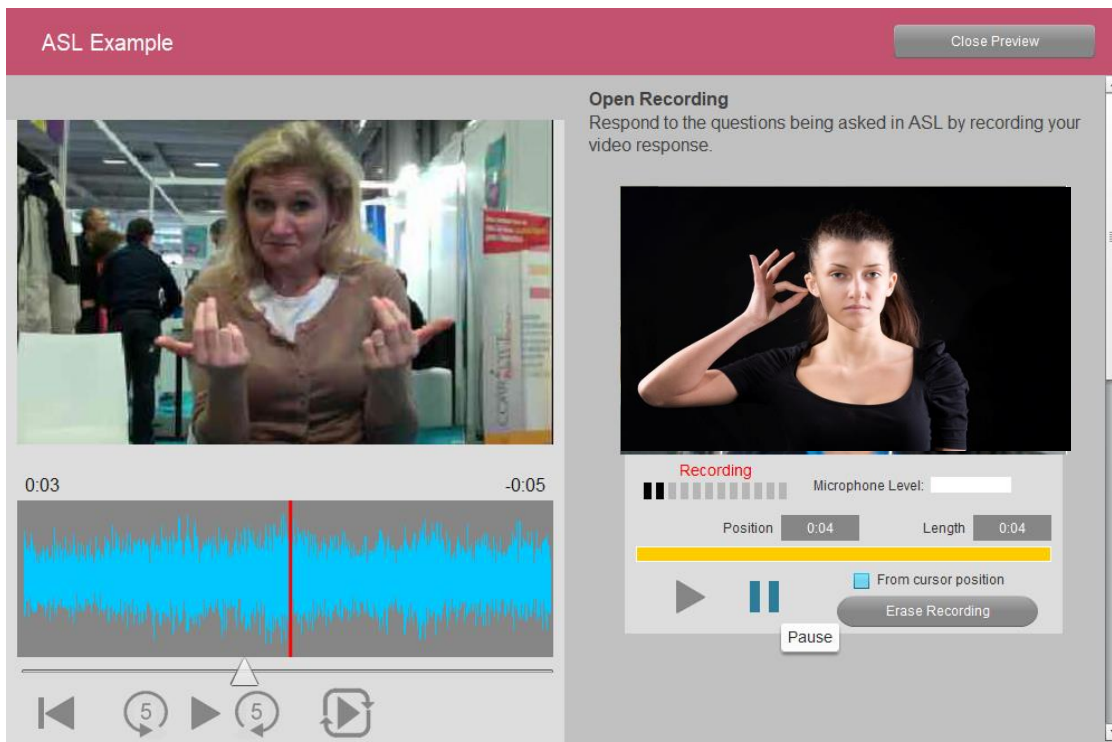 ASL Example
Close Preview
Open Recording
Respond to the questions being asked in ASL by recording your
video response.
0:03
-0:05
Recording
Microphone Level:
Position 0:04 Length 0:04
From cursor position
Erase Recording
Pause
5
5